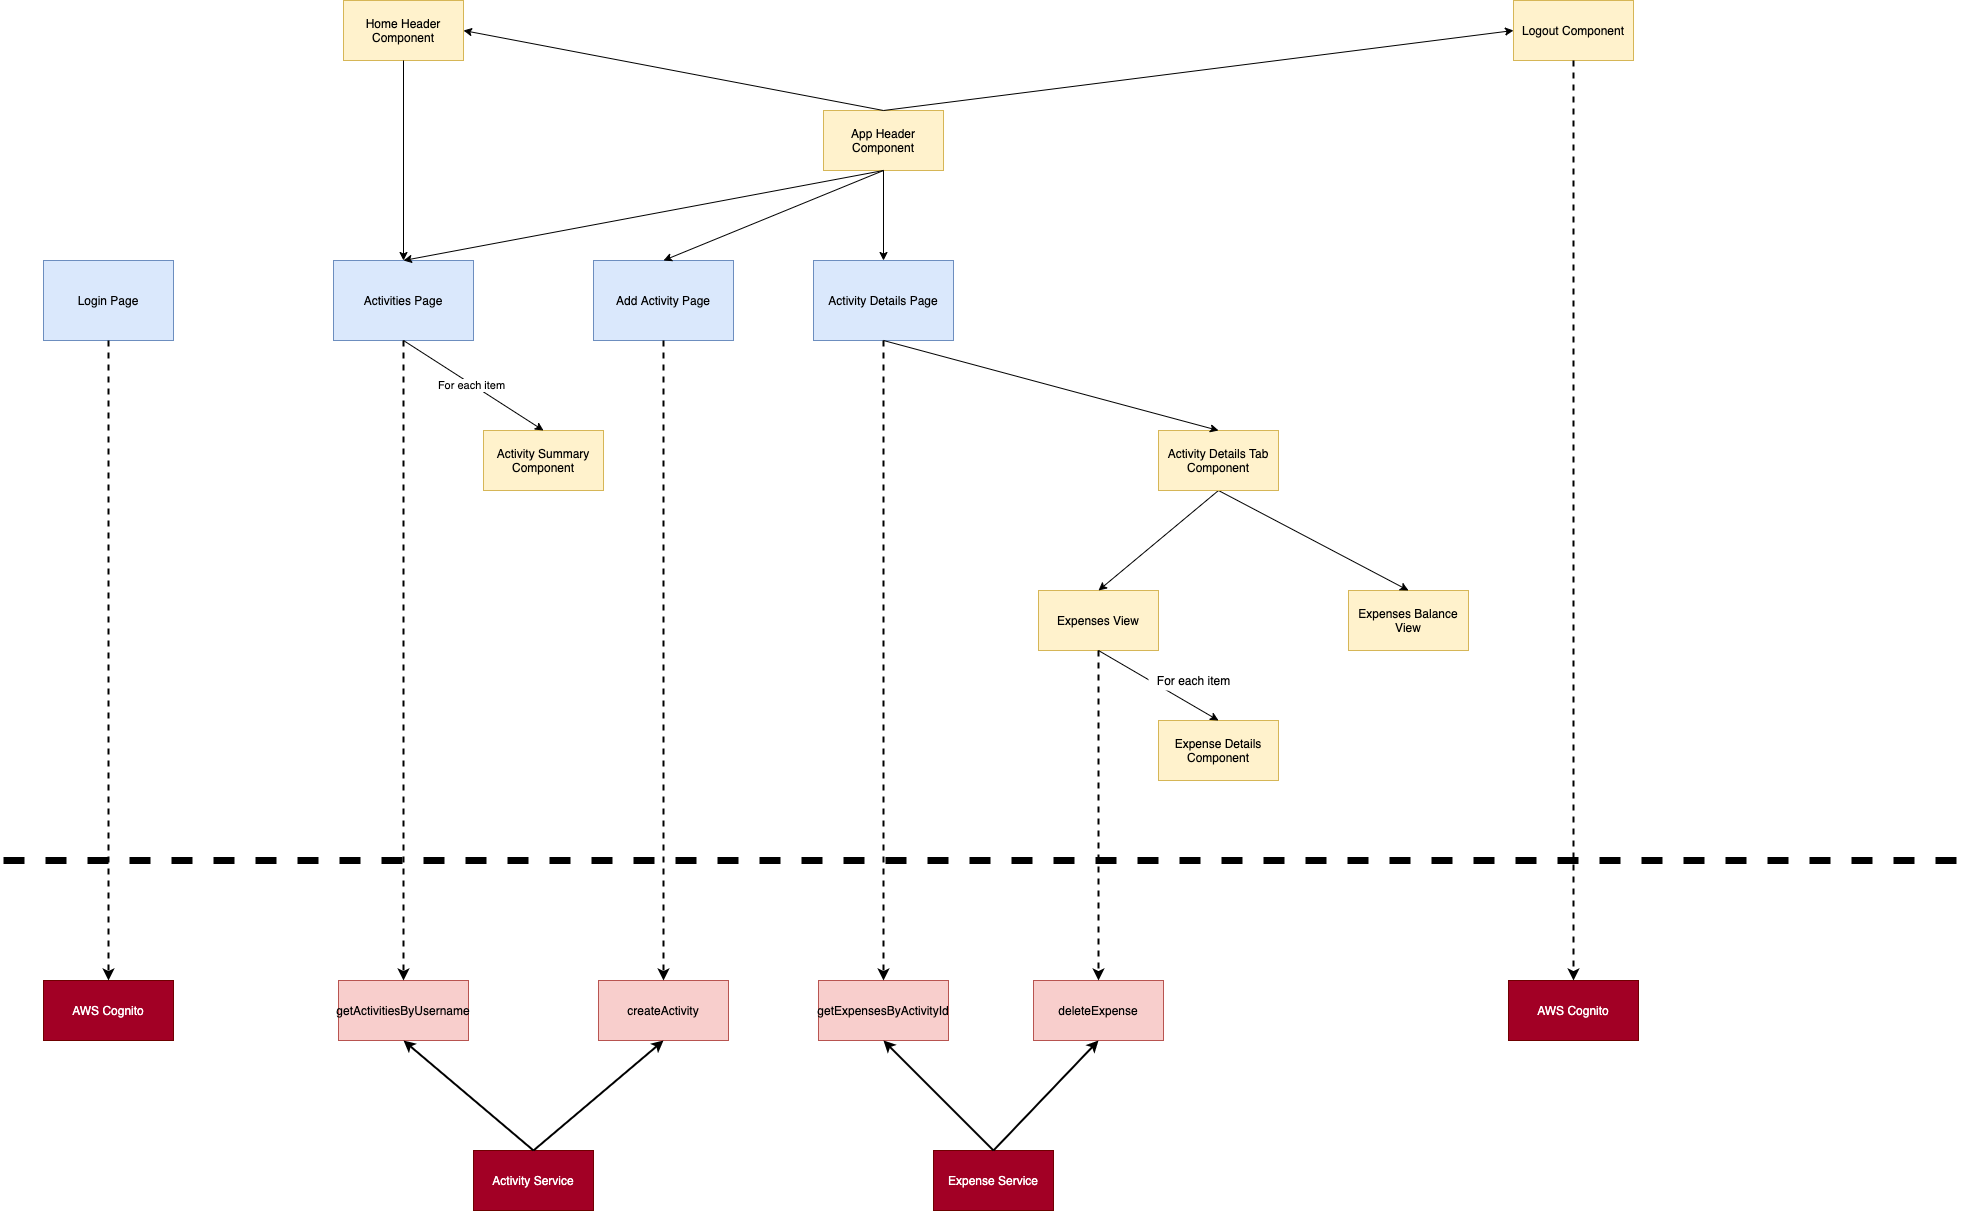 Home Header
Component
Logout Component
App Header
Component
Login Page
Activities Page
Add Activity Page
Activity Details Page
For each item
Activity Summary
Component
Activity Details Tab
Component
Expenses View
Expenses Balance
View
For each item
Expense Details
Component
AWS Cognito
getActivitiesByUsername
createActivity
getExpensesByActivityId
deleteExpense
AWS Cognito
Activity Service
Expense Service